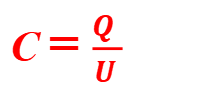 C = Q/U